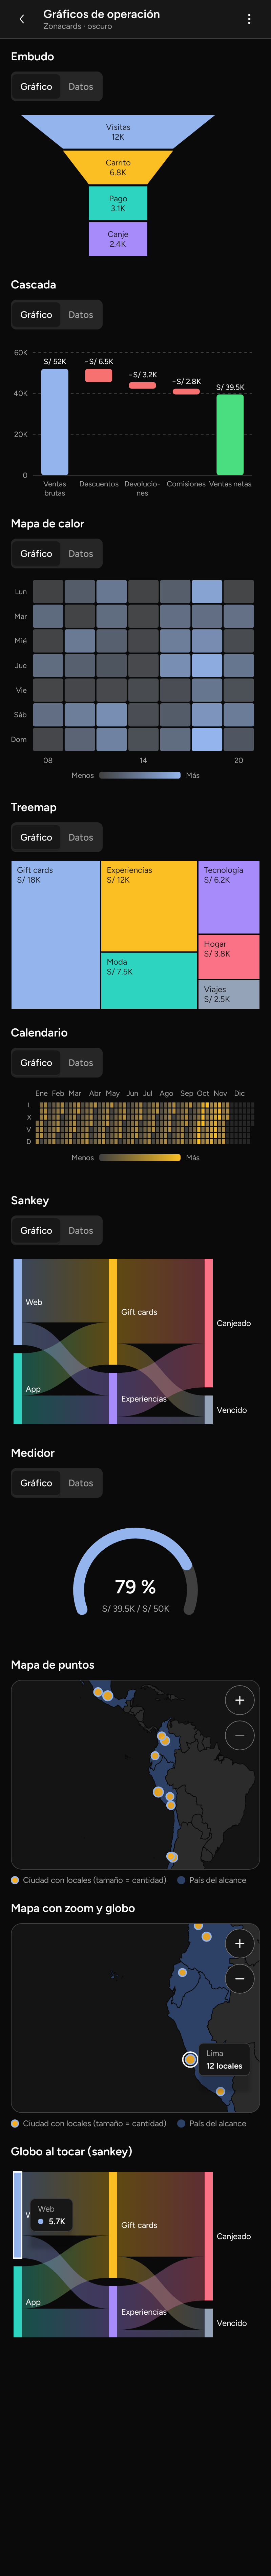 Gráficos de operación
Zonacards · oscuro
Embudo
Gráfico Datos
Visitas
12K
Carrito
6.8K
Pago
3.1K
Canje
2.4K
Cascada
Gráfico Datos
60K
S/ 52K −S/ 6.5K −S/ 3.2K −S/ 2.8K S/ 39.5K
40K
20K
0
Ventas brutas Descuentos Devolucio-nes Comisiones Ventas netas
Mapa de calor
Gráfico Datos
Lun
Mar
Mié
Jue
Vie
Sáb
Dom
08 14 20
Menos Más
Treemap
Gráfico Datos
Gift cards
S/ 18K
Experiencias
S/ 12K
Tecnología
S/ 6.2K
Moda
S/ 7.5K
Hogar
S/ 3.8K
Viajes
S/ 2.5K
Calendario
Gráfico Datos
Ene Feb Mar Abr May Jun Jul Ago Sep Oct Nov Dic
L
X
V
D
Menos Más
Sankey
Gráfico Datos
Web
Gift cards
Canjeado
App
Experiencias
Vencido
Medidor
Gráfico Datos
79 %
S/ 39.5K / S/ 50K
Mapa de puntos
+
−
Ciudad con locales (tamaño = cantidad) País del alcance
Mapa con zoom y globo
+
−
Lima
12 locales
Ciudad con locales (tamaño = cantidad) País del alcance
Globo al tocar (sankey)
Web
5.7K
Gift cards
Canjeado
App
Experiencias
Vencido